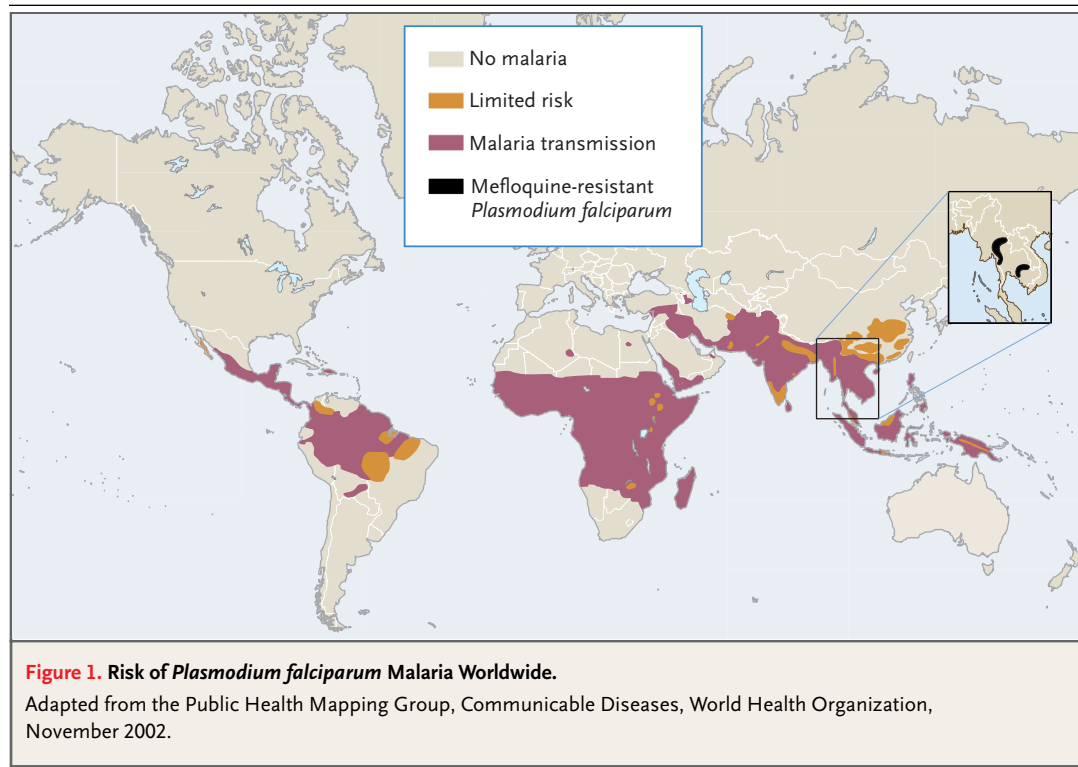 No malaria
Limited risk
Malaria transmission
Mefloquine-resistant
Plasmodium falciparum
Figure 1. Risk of Plasmodium falciparum Malaria Worldwide.
Adapted from the Public Health Mapping Group, Communicable Diseases, World Health Organization,
November 2002.